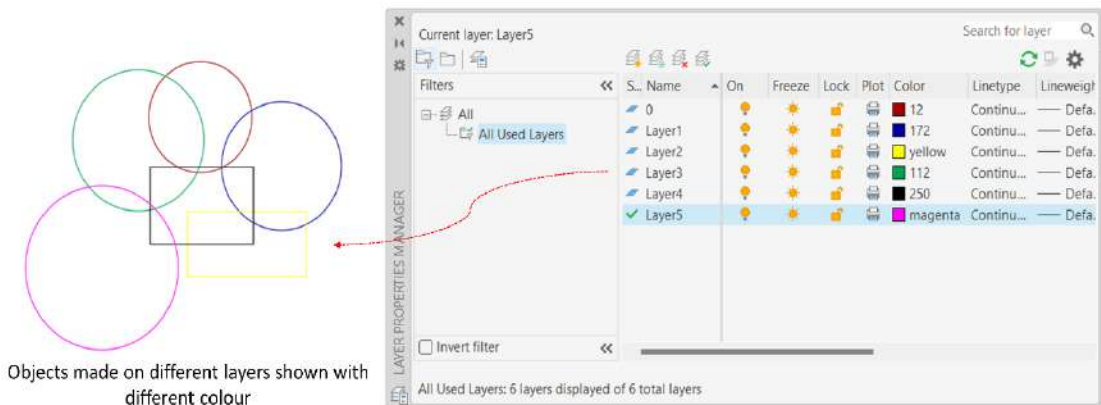 Current layer: Layer5
Search for layer
Filters
All
All Used Layers
Invert filter
S... Name On Freeze Lock Plot Color Linetype Lineweigh
0 12 Continu... Defa.
Layer1 172 Continu... Defa.
Layer2 yellow Continu... Defa.
Layer3 112 Continu... Defa.
Layer4 250 Continu... Defa.
Layer5 magenta Continu... Defa.
All Used Layers: 6 layers displayed of 6 total layers
LAYER PROPERTIES MANAGER
Objects made on different layers shown with
different colour